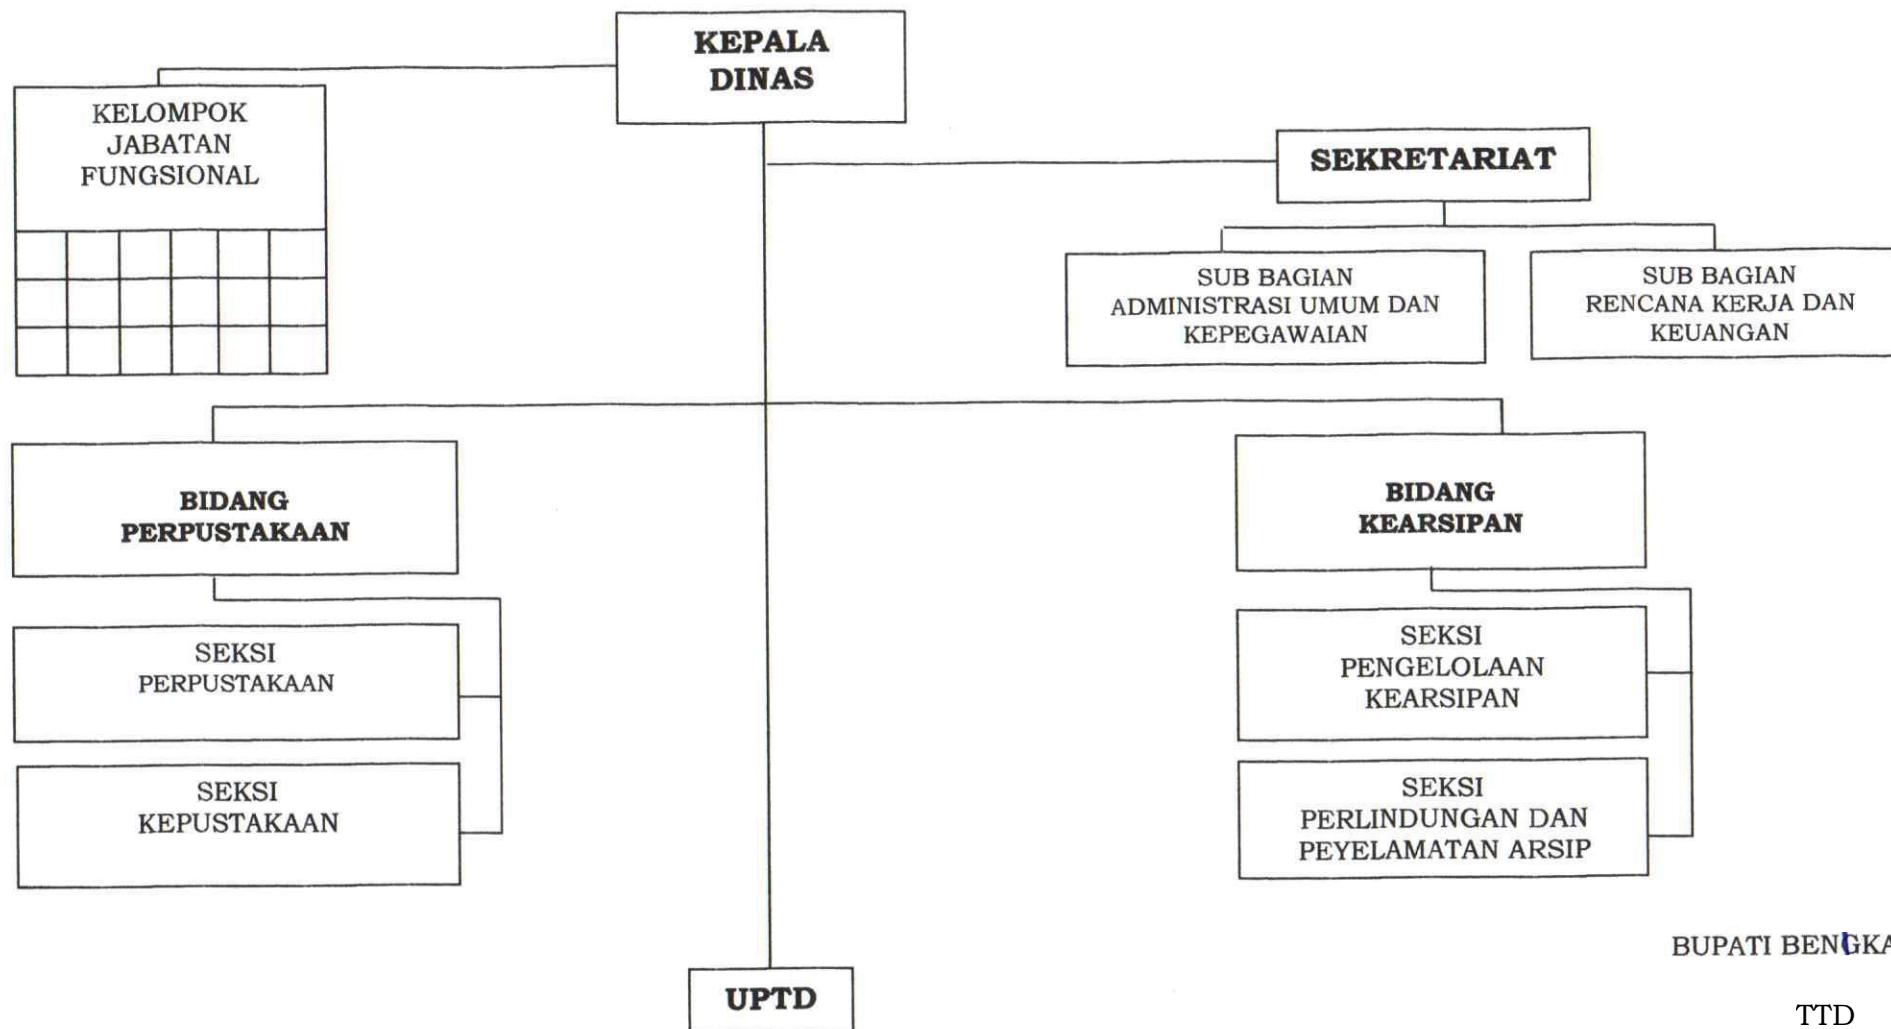 KEPALA
DINAS
KELOMPOK
JABATAN
FUNGSIONAL
SEKRETARIAT
SUB BAGIAN
ADMINISTRASI UMUM DAN
KEPEGAWAIAN
SUB BAGIAN
RENCANA KERJA DAN
KEUANGAN
BIDANG
PERPUSTAKAAN
BIDANG
KEARSIPAN
SEKSI
PERPUSTAKAAN
SEKSI
PENGELOLAAN
KEARSIPAN
SEKSI
KEPUSTAKAAN
SEKSI
PERLINDUNGAN DAN
PEYELAMATAN ARSIP
BUPATI BENGKA
UPTD
TTD